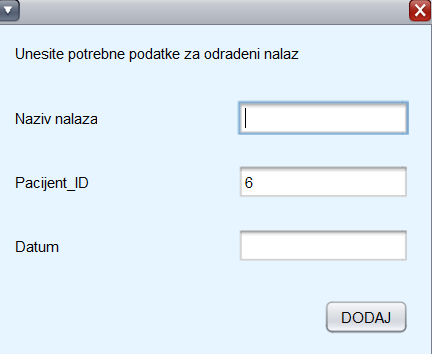 Unesite potrebne podatke za odradeni nalaz
Naziv nalaza
Pacijent_ID
6
Datum
DODAJ